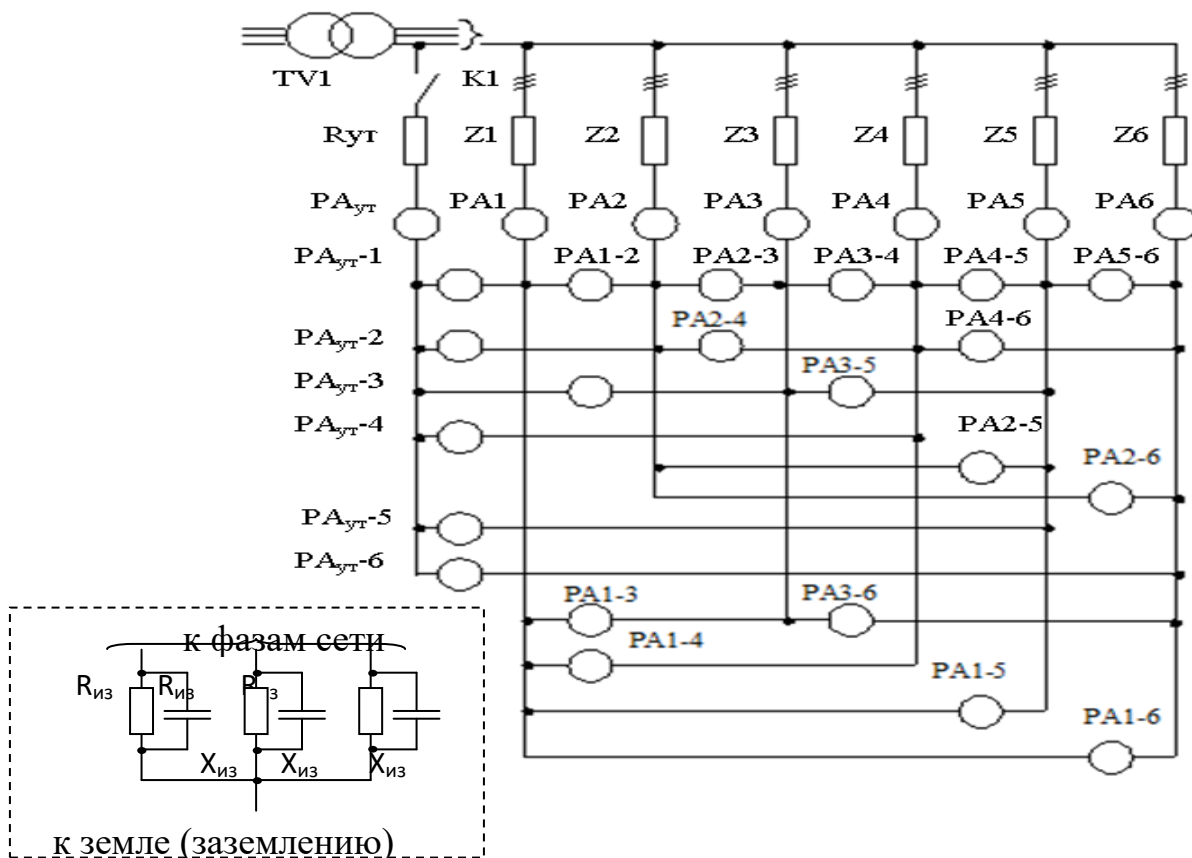 TV1 K1
Rут Z1 Z2 Z3 Z4 Z5 Z6
PAут PA1 PA2 PA3 PA4 PA5 PA6
PAут-1 PA1-2 PA2-3 PA3-4 PA4-5 PA5-6
PAут-2 PA2-4 PA4-6
PAут-3 PA3-5
PAут-4 PA2-5
PA2-6
PAут-5
PAут-6
PA1-3 PA3-6
PA1-4
PA1-5
PA1-6
к фазам сети
Rиз Rиз
Xиз Xиз Xиз
к земле (заземлению)